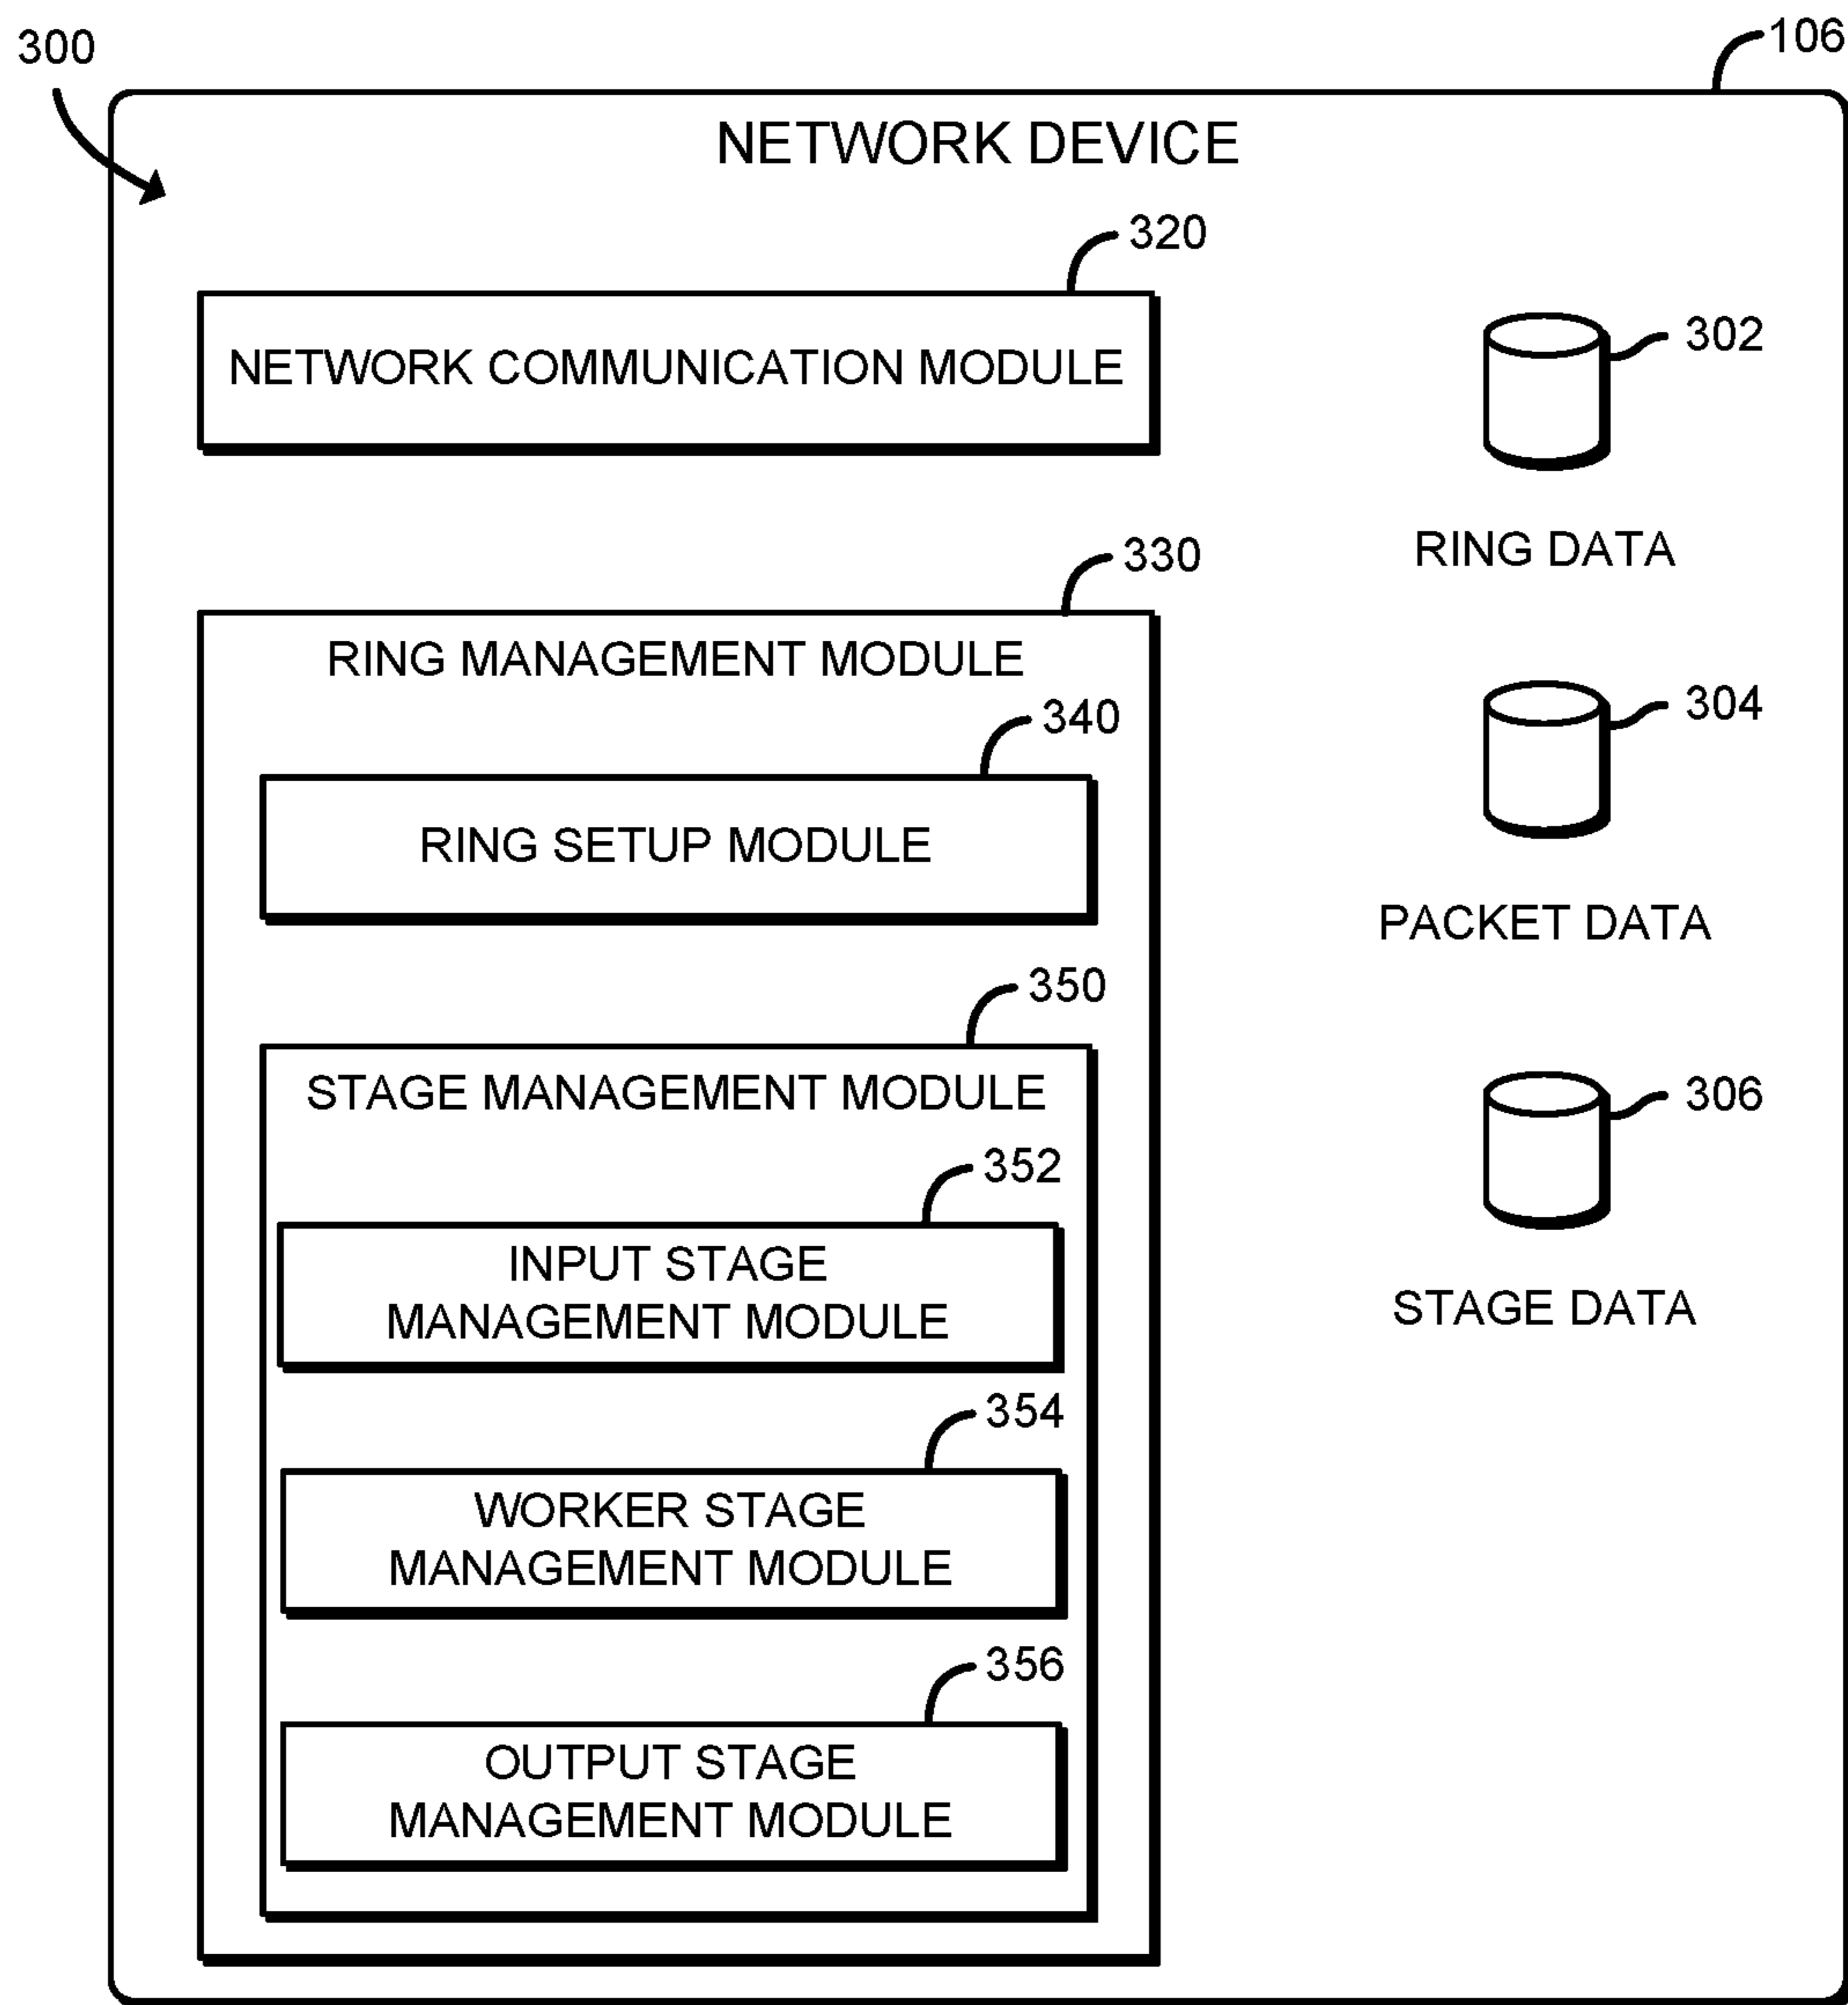 300
106
NETWORK DEVICE
320
NETWORK COMMUNICATION MODULE
302
RING DATA
330
RING MANAGEMENT MODULE
340
RING SETUP MODULE
304
PACKET DATA
350
STAGE MANAGEMENT MODULE
306
STAGE DATA
352
INPUT STAGE
MANAGEMENT MODULE
354
WORKER STAGE
MANAGEMENT MODULE
356
OUTPUT STAGE
MANAGEMENT MODULE